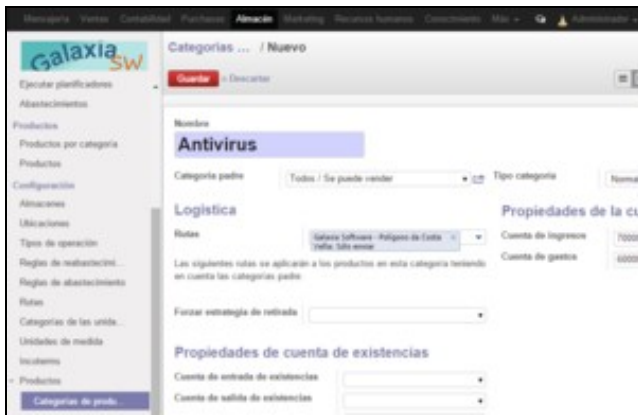 Mensajería Ventas Contabilidad Purchases Almacén Marketing Recursos humanos Conocimiento Más Administrador
Galaxia SW
Categorías ... / Nuevo
Guardar o Descartar
Ejecutar planificadores
Abastecimientos
Productos
Productos por categoría
Productos
Configuración
Almacenes
Ubicaciones
Tipos de operación
Reglas de reabastecimi...
Reglas de abastecimiento
Rutas
Categorías de las unida...
Unidades de medida
Incoterms
Productos
Categorías de produ...
Nombre
Antivirus
Categoría padre Todos / Se puede vender Tipo categoría Norma
Logística
Propiedades de la cu
Rutas Galaxia Software - Polígono da Costa Vella: Sólo enviar
Cuenta de ingresos 70000
Cuenta de gastos 60000
Las siguientes rutas se aplicarán a los productos en esta categoría teniendo
en cuenta las categorías padre
Forzar estrategia de retirada
Propiedades de cuenta de existencias
Cuenta de entrada de existencias
Cuenta de salida de existencias